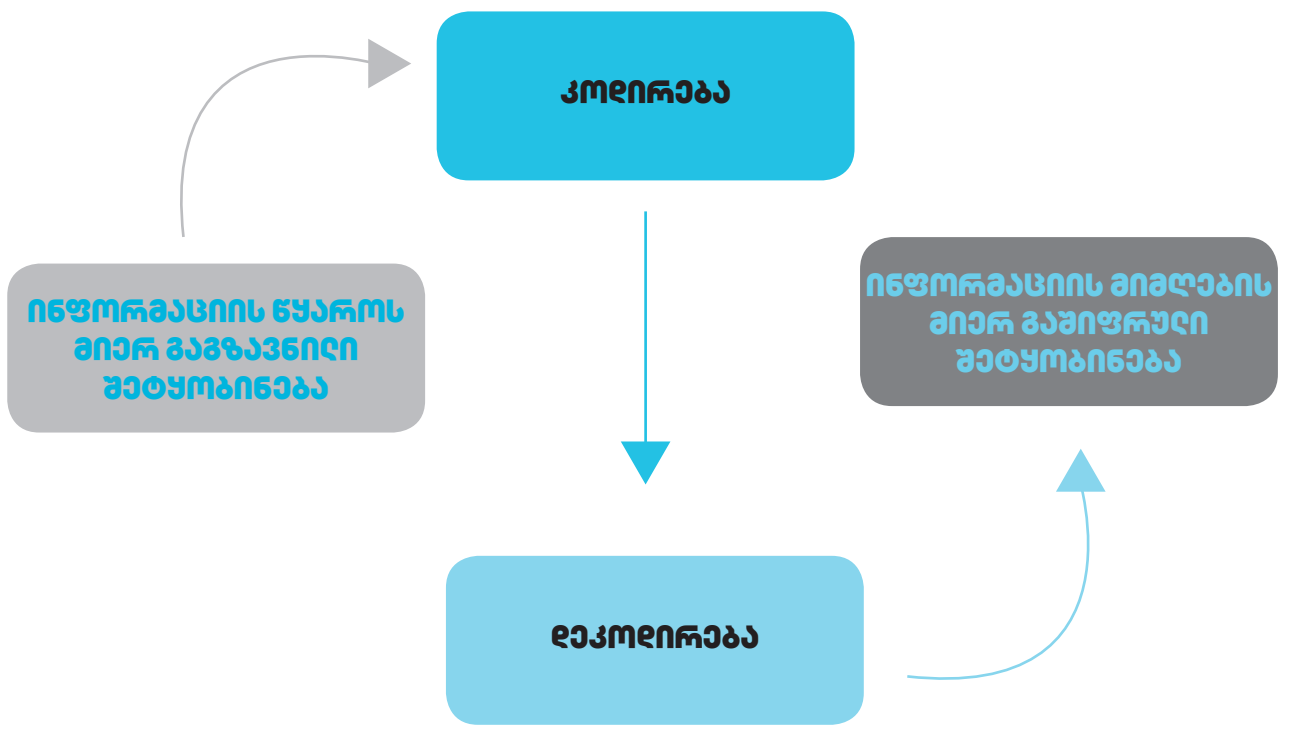 კოდირება
ინფორმაციის წყაროს
მიერ გაგზავნილი
შეტყობინება
ინფორმაციის მიმღების
მიერ გაშიფრული
შეტყობინება
დეკოდირება